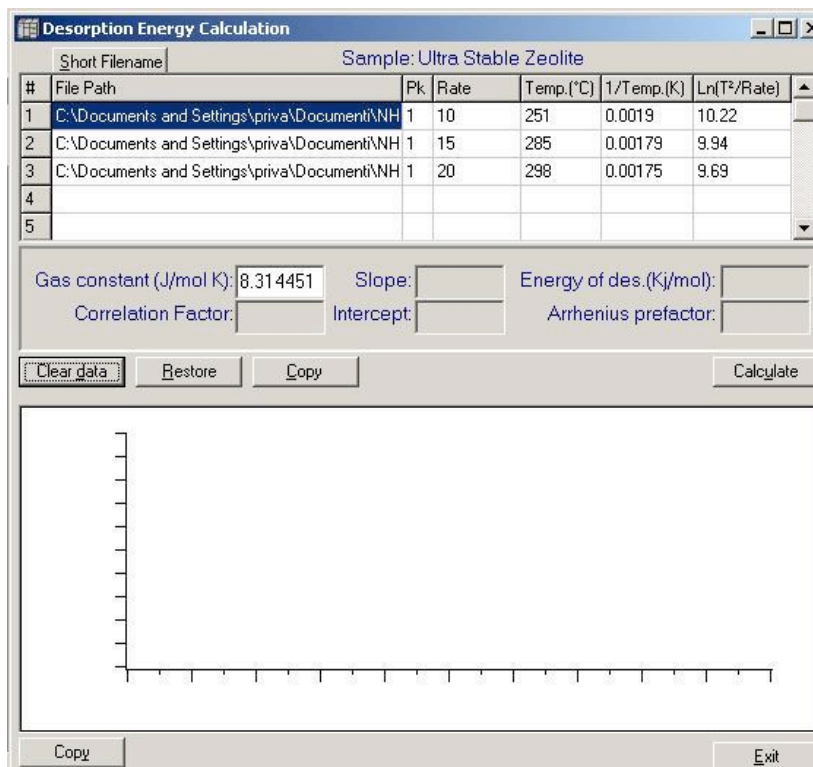 Desorption Energy Calculation
Short Filename Sample: Ultra Stable Zeolite
# File Path Pk Rate Temp.(°C) 1/Temp.(K) Ln(T²/Rate)
1 C:\Documents and Settings\priva\Documenti\NH 1 10 251 0.0019 10.22
2 C:\Documents and Settings\priva\Documenti\NH 1 15 285 0.00179 9.94
3 C:\Documents and Settings\priva\Documenti\NH 1 20 298 0.00175 9.69
4
5
Gas constant (J/mol K): 8.314451 Slope: Energy of des.(Kj/mol):
Correlation Factor: Intercept: Arrhenius prefactor:
Clear data Restore Copy Calculate
Copy Exit